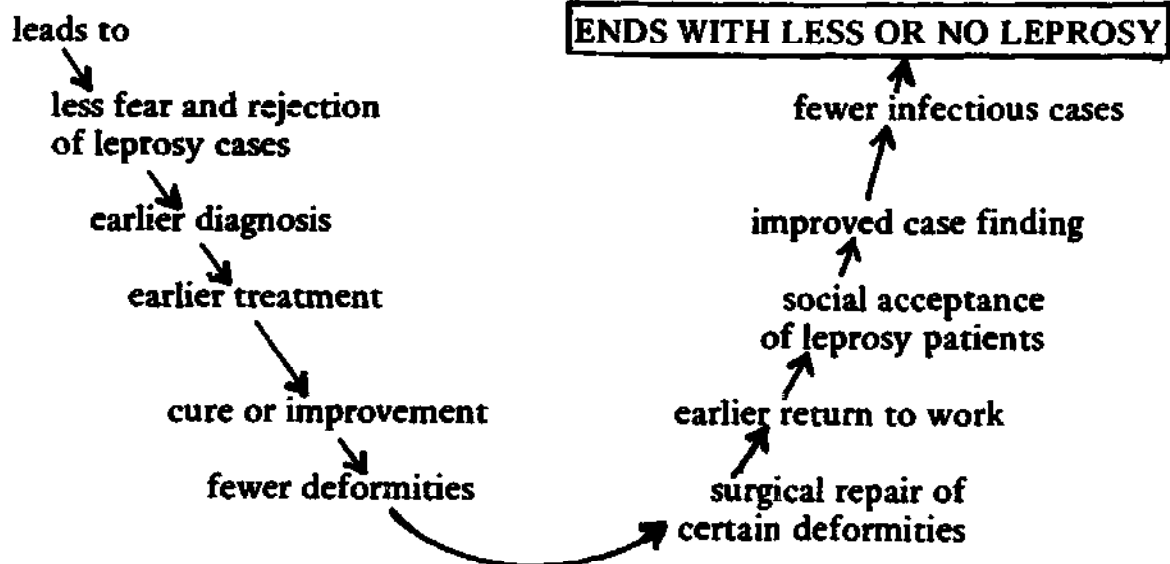 leads to
less fear and rejection
of leprosy cases
earlier diagnosis
earlier treatment
cure or improvement
fewer deformities
surgical repair of
certain deformities
earlier return to work
social acceptance
of leprosy patients
improved case finding
fewer infectious cases
ENDS WITH LESS OR NO LEPROSY